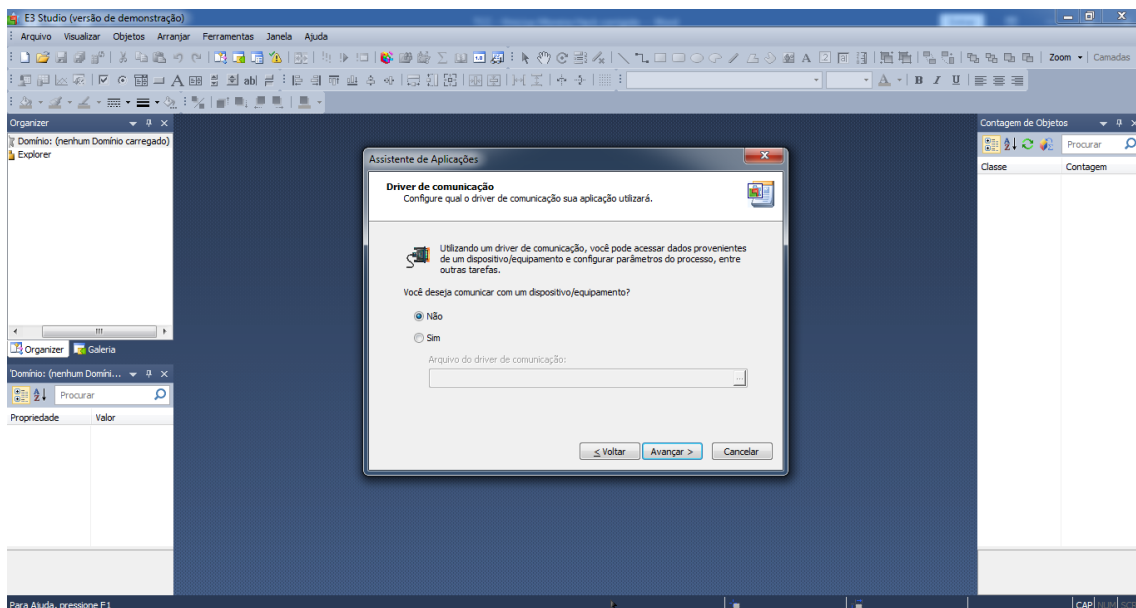 E3 Studio (versão de demonstração)
Arquivo Visualizar Objetos Arranjar Ferramentas Janela Ajuda
Zoom Camadas
Organizer
Domínio: (nenhum Domínio carregado)
Explorer
Organizer Galeria
'Domínio: (nenhum Domíni...
Procurar
Propriedade Valor
Assistente de Aplicações
Driver de comunicação
Configure qual o driver de comunicação sua aplicação utilizará.
Utilizando um driver de comunicação, você pode acessar dados provenientes
de um dispositivo/equipamento e configurar parâmetros do processo, entre
outras tarefas.
Você deseja comunicar com um dispositivo/equipamento?
Não
Sim
Arquivo do driver de comunicação:
...
< Voltar Avançar > Cancelar
Contagem de Objetos
Procurar
Classe Contagem
Para Ajuda, pressione F1
CAP NUM